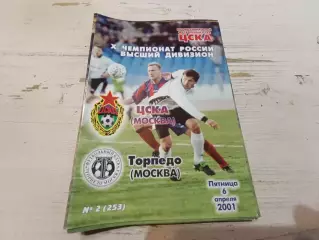 ЦСКА
X ЧЕМПИОНАТ РОССИИ
ВЫСШИЙ ДИВИЗИОН
ЦСКА
(МОСКВА)
Торпедо
(МОСКВА)
Пятница
6
апреля
2001
№ 2 (253)